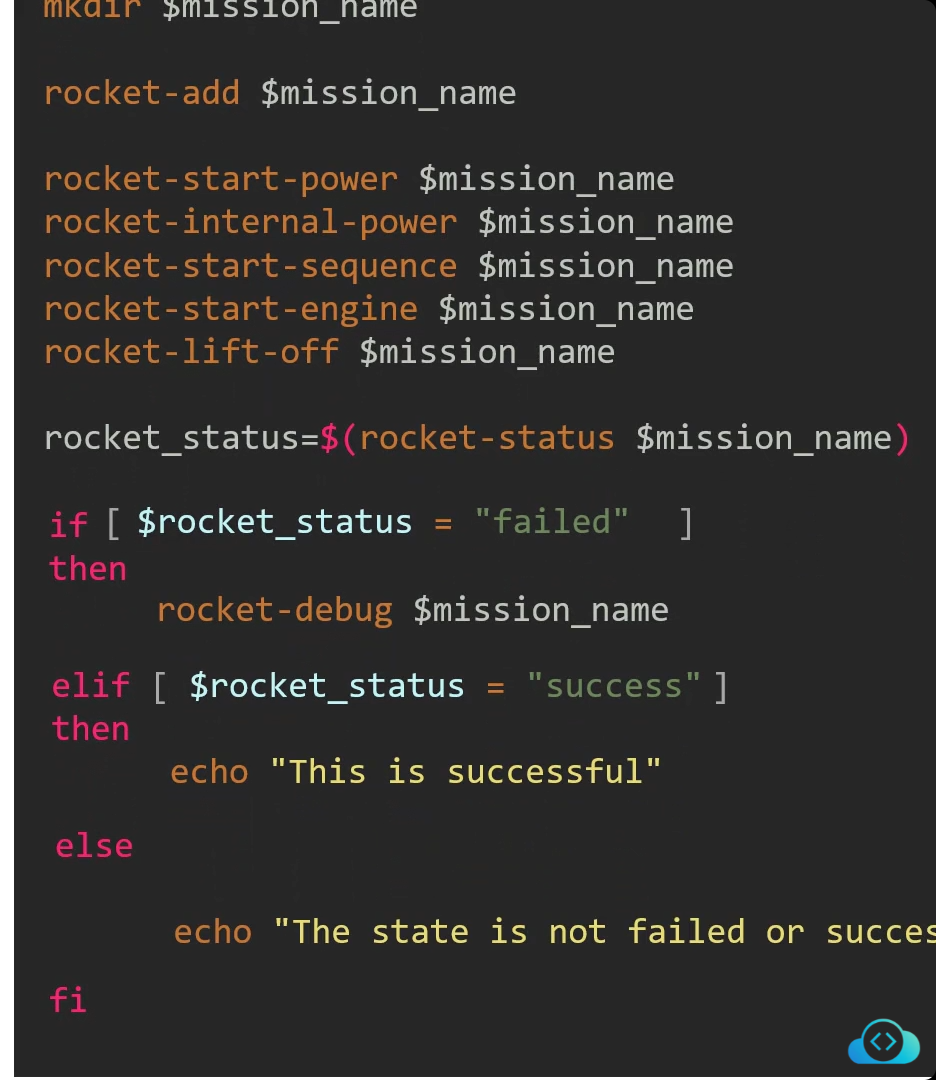 mkdir $mission_name
rocket-add $mission_name
rocket-start-power $mission_name
rocket-internal-power $mission_name
rocket-start-sequence $mission_name
rocket-start-engine $mission_name
rocket-lift-off $mission_name
rocket_status=$(rocket-status $mission_name)
if [ $rocket_status = "failed" ]
then
rocket-debug $mission_name
elif [ $rocket_status = "success" ]
then
echo "This is successful"
else
echo "The state is not failed or succes
fi